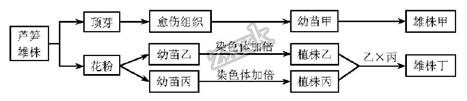 芦笋
雄株
顶芽
愈伤组织
幼苗甲
雄株甲
花粉
幼苗乙
染色体加倍
植株乙
乙×丙
雄株丁
幼苗丙
染色体加倍
植株丙